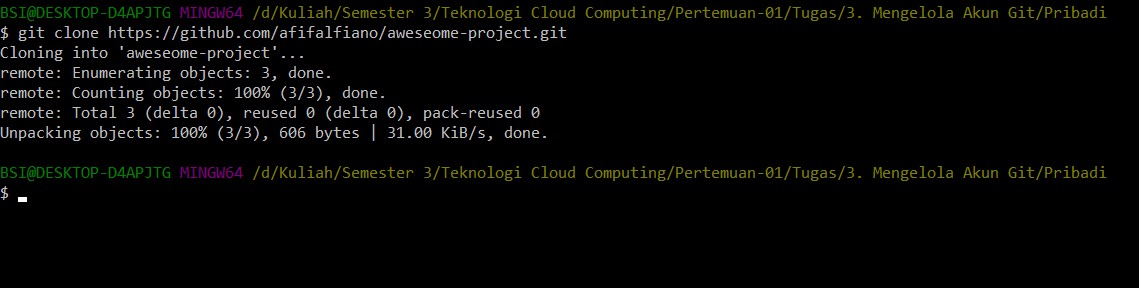 BSI@DESKTOP-D4APJTG MINGW64 /d/Kuliah/Semester 3/Teknologi Cloud Computing/Pertemuan-01/Tugas/3. Mengelola Akun Git/Pribadi
$ git clone https://github.com/afifalfiano/aweseome-project.git
Cloning into 'aweseome-project'...
remote: Enumerating objects: 3, done.
remote: Counting objects: 100% (3/3), done.
remote: Total 3 (delta 0), reused 0 (delta 0), pack-reused 0
Unpacking objects: 100% (3/3), 606 bytes | 31.00 KiB/s, done.
BSI@DESKTOP-D4APJTG MINGW64 /d/Kuliah/Semester 3/Teknologi Cloud Computing/Pertemuan-01/Tugas/3. Mengelola Akun Git/Pribadi
$